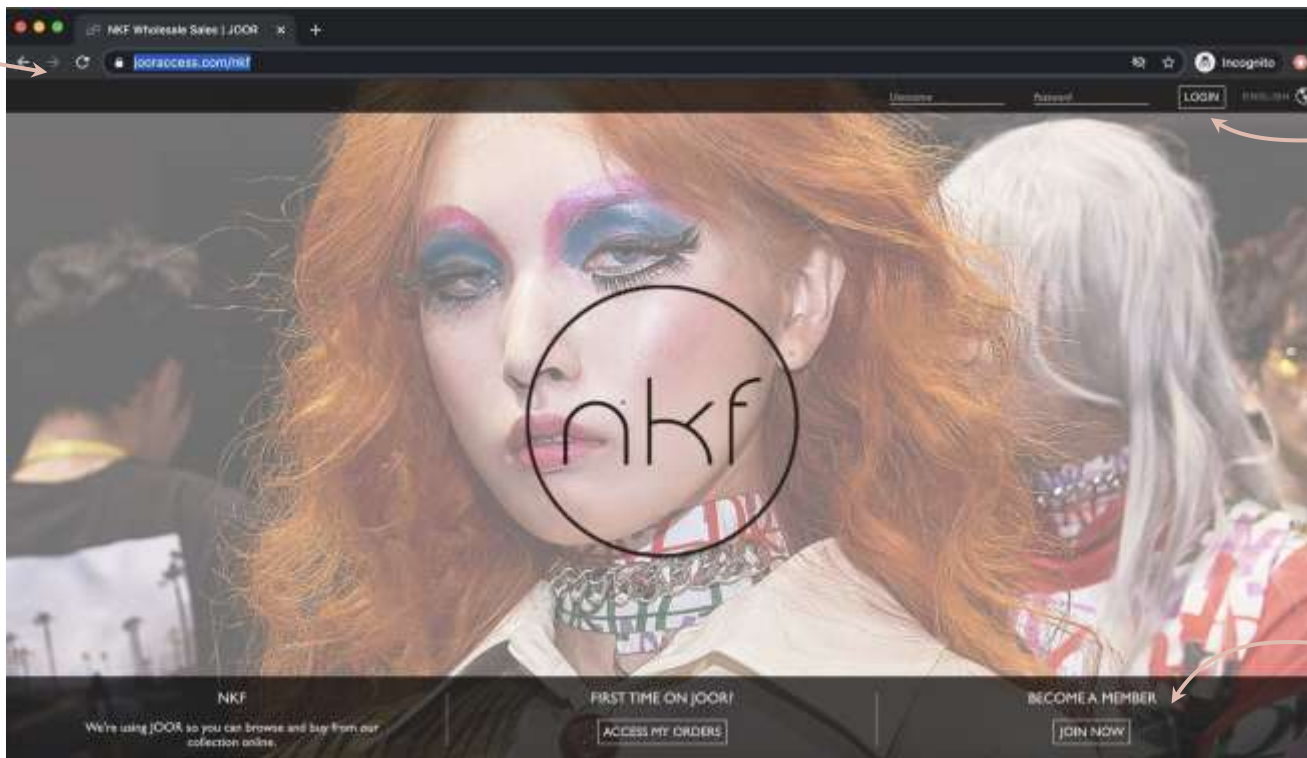 NKF Wholesale Sales | JOOR
jooraccess.com/nkf
Incognito
Username Password LOGIN ENGLISH
nkf
NKF
We're using JOOR so you can browse and buy from our
collection online.
FIRST TIME ON JOOR?
ACCESS MY ORDERS
BECOME A MEMBER
JOIN NOW